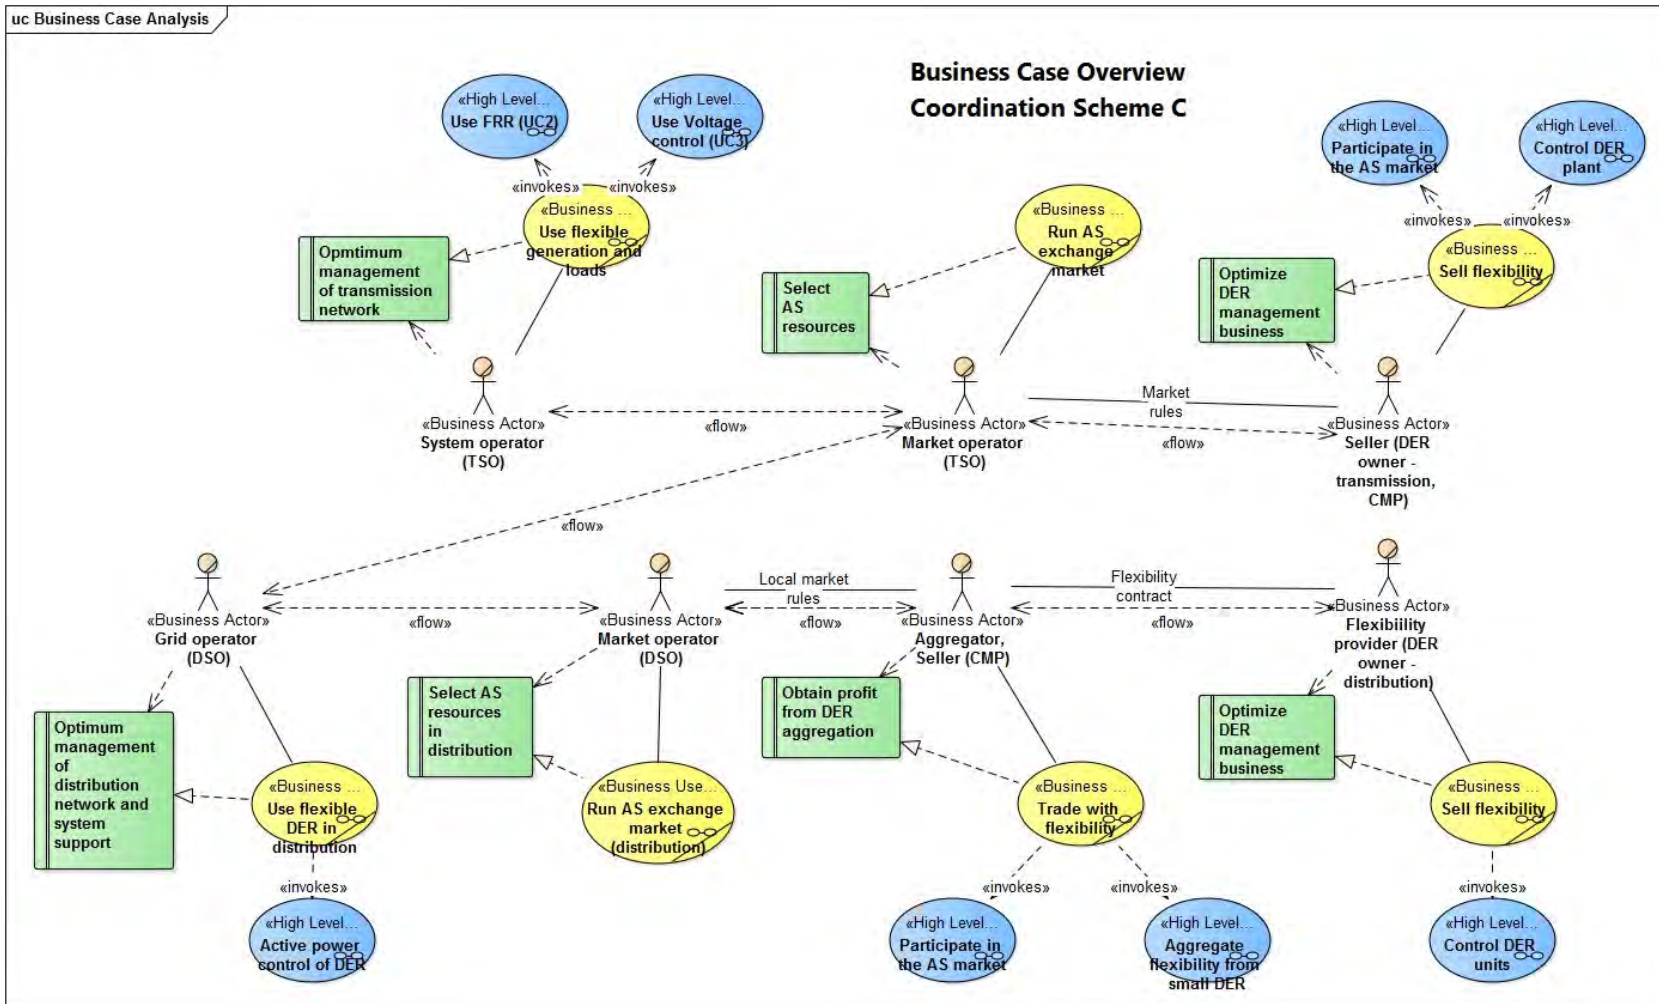 uc Business Case Analysis
Business Case Overview
Coordination Scheme C
«High Level...
Use FRR (UC2)
«High Level...
Use Voltage
control (UC3)
«High Level...
Participate in
the AS market
«High Level...
Control DER
plant
«invokes»
«invokes»
«invokes»
«invokes»
«Business ...
Use flexible
generation and
loads
«Business ...
Run AS
exchange
market
«Business ...
Sell flexibility
Opmtimum
management
of transmission
network
Select
AS
resources
Optimize
DER
management
business
«Business Actor»
System operator
(TSO)
«flow»
«Business Actor»
Market operator
(TSO)
Market
rules
«flow»
«Business Actor»
Seller (DER
owner -
transmission,
CMP)
«flow»
«Business Actor»
Grid operator
(DSO)
«flow»
«Business Actor»
Market operator
(DSO)
Local market
rules
«flow»
«Business Actor»
Aggregator,
Seller (CMP)
Flexibility
contract
«flow»
«Business Actor»
Flexibiility
provider (DER
owner -
distribution)
Optimum
management
of
distribution
network and
system
support
Select AS
resources
in
distribution
Obtain profit
from DER
aggregation
Optimize
DER
management
business
«Business ...
Use flexible
DER in
distribution
«Business Use...
Run AS exchange
market
(distribution)
«Business ...
Trade with
flexibility
«Business ...
Sell flexibility
«invokes»
«invokes»
«invokes»
«invokes»
«High Level...
Active power
control of DER
«High Level...
Participate in
the AS market
«High Level...
Aggregate
flexibility from
small DER
«High Level...
Control DER
units